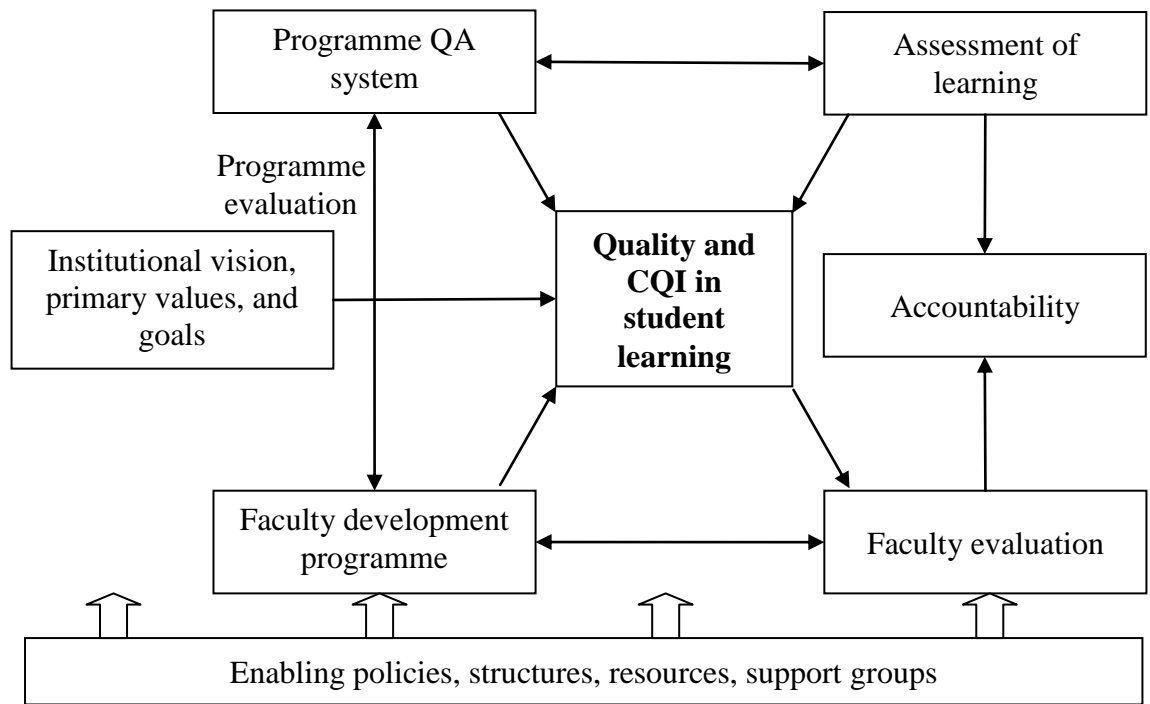 Programme QA
system
Assessment of
learning
Programme
evaluation
Institutional vision,
primary values, and
goals
Quality and
CQI in
student
learning
Accountability
Faculty development
programme
Faculty evaluation
Enabling policies, structures, resources, support groups